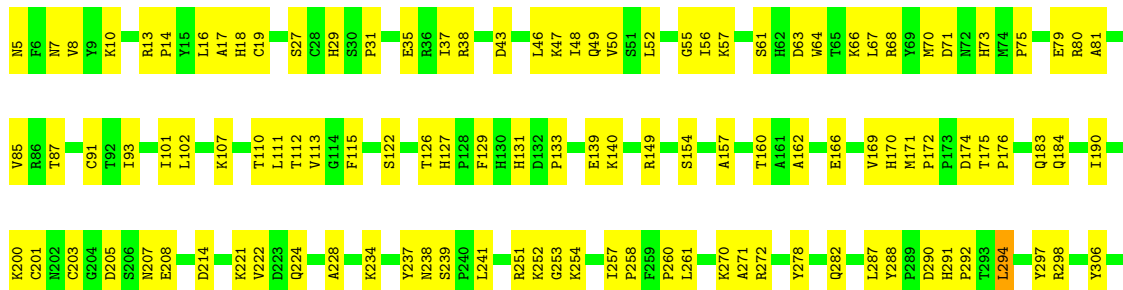 N5 F6 N7 V8 Y9 K10 R13 P14 Y15 L16 A17 H18 C19 S27 C28 H29 S30 P31 E35 R36 I37 R38 D43 L46 K47 I48 Q49 V50 S51 L52 G55 I56 K57 S61 H62 D63 W64 T65 K66 L67 R68 Y69 M70 D71 N72 H73 M74 P75 E79 R80 A81
V85 R86 T87 C91 T92 I93 I101 L102 K107 T110 L111 T112 V113 G114 F115 S122 T126 H127 P128 F129 H130 H131 D132 P133 E139 K140 R149 S154 A157 T160 A161 A162 E166 V169 H170 M171 P172 P173 D174 T175 P176 Q183 Q184 I190
K200 C201 N202 C203 G204 D205 S206 N207 E208 D214 K221 V222 D223 Q224 A228 K234 Y237 N238 S239 P240 L241 R251 K252 G253 K254 I257 P258 F259 P260 L261 K270 A271 R272 Y278 Q282 L287 Y288 P289 D290 H291 P292 T293 L294 Y297 R298 Y306